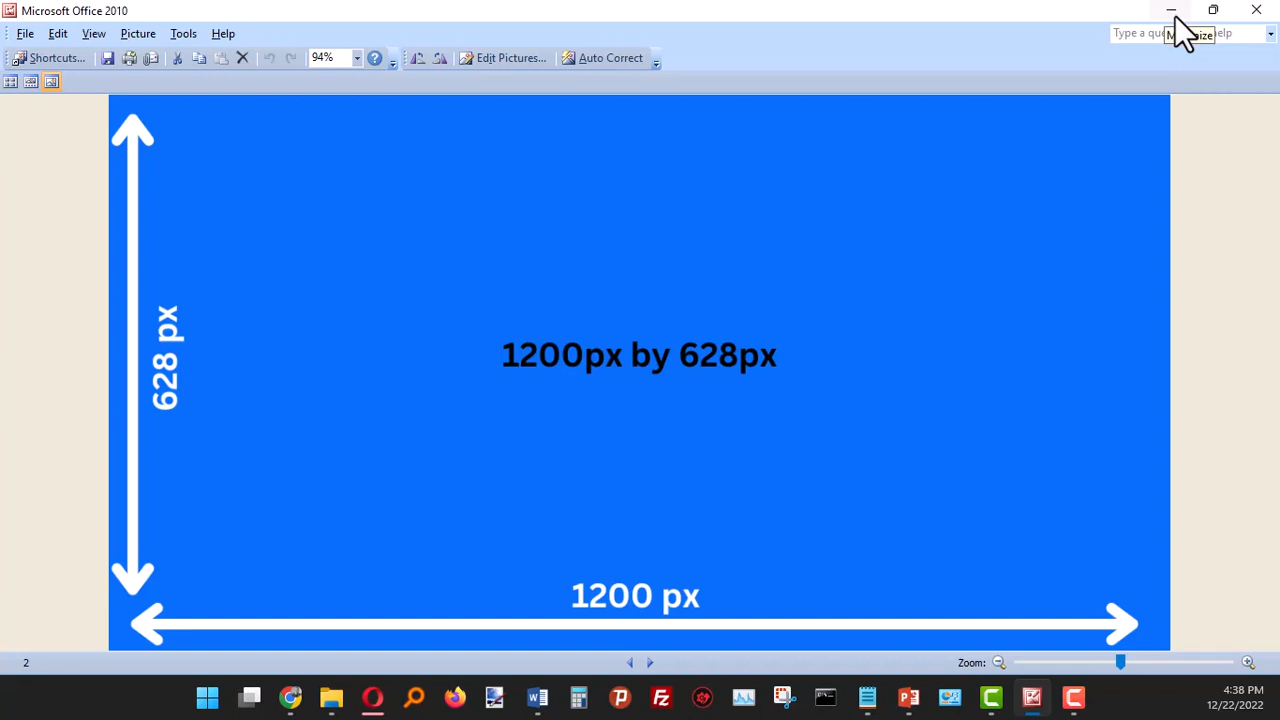 Microsoft Office 2010
File Edit View Picture Tools Help
Shortcuts... 94% Edit Pictures... Auto Correct
628 px
1200px by 628px
1200 px
2 Zoom:
4:38 PM
12/22/2022